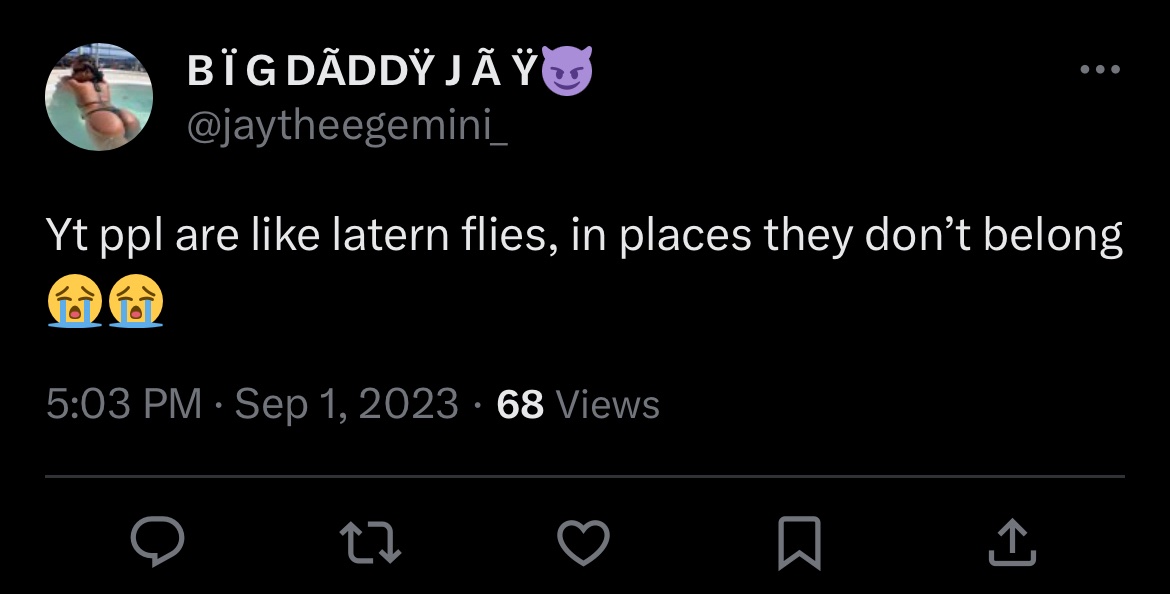 B Ï G DÃDDŸ J Ã Ÿ😈
@jaytheegemini_
Yt ppl are like latern flies, in places they don’t belong
😭😭
5:03 PM · Sep 1, 2023 · 68 Views